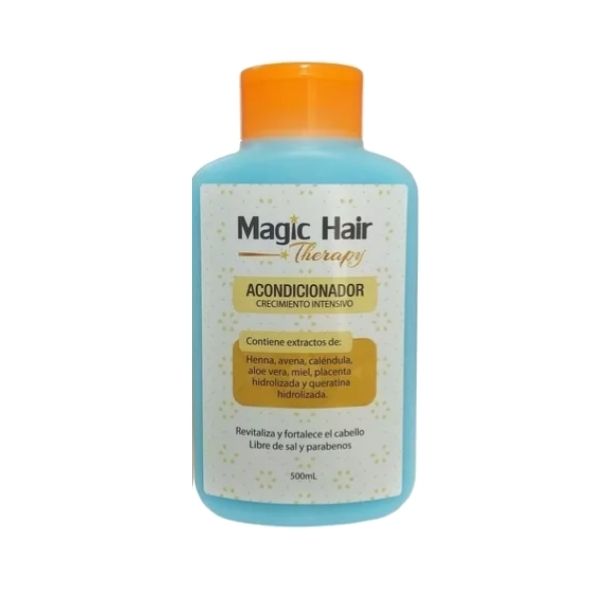 Magic Hair
Therapy
ACONDICIONADOR
CRECIMIENTO INTENSIVO
Contiene extractos de:
Henna, avena, caléndula,
aloe vera, miel, placenta
hidrolizada y queratina
hidrolizada.
Revitaliza y fortalece el cabello
Libre de sal y parabenos
500mL